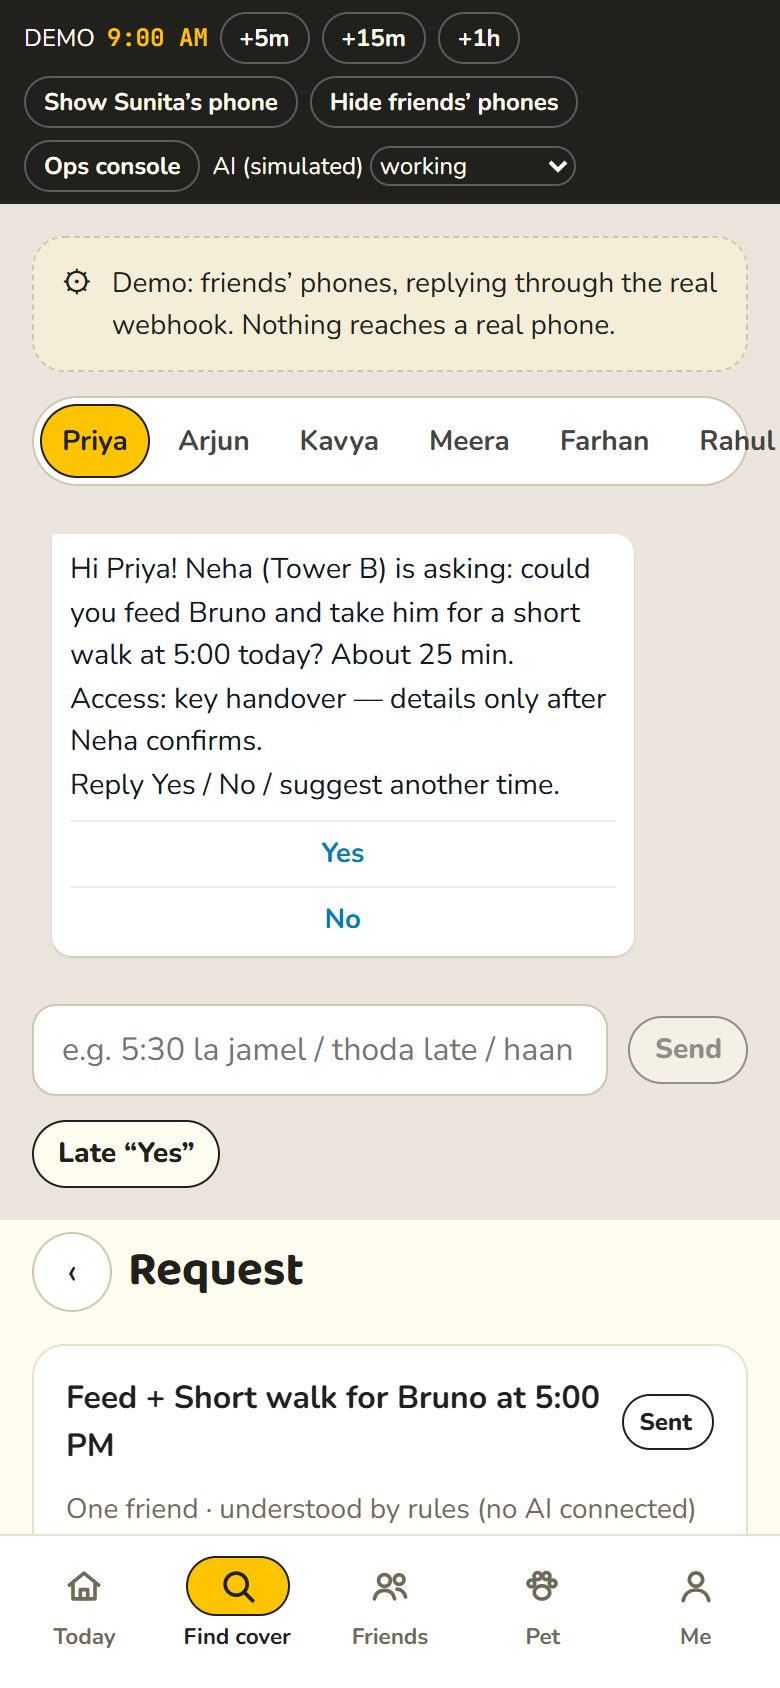 DEMO 9:00 AM +5m +15m +1h
Show Sunita’s phone Hide friends’ phones
Ops console AI (simulated) working
Demo: friends’ phones, replying through the real
webhook. Nothing reaches a real phone.
Priya Arjun Kavya Meera Farhan Rahul
Hi Priya! Neha (Tower B) is asking: could
you feed Bruno and take him for a short
walk at 5:00 today? About 25 min.
Access: key handover — details only after
Neha confirms.
Reply Yes / No / suggest another time.
Yes
No
e.g. 5:30 la jamel / thoda late / haan
Send
Late “Yes”
‹ Request
Feed + Short walk for Bruno at 5:00
PM
Sent
One friend · understood by rules (no AI connected)
Today Find cover Friends Pet Me